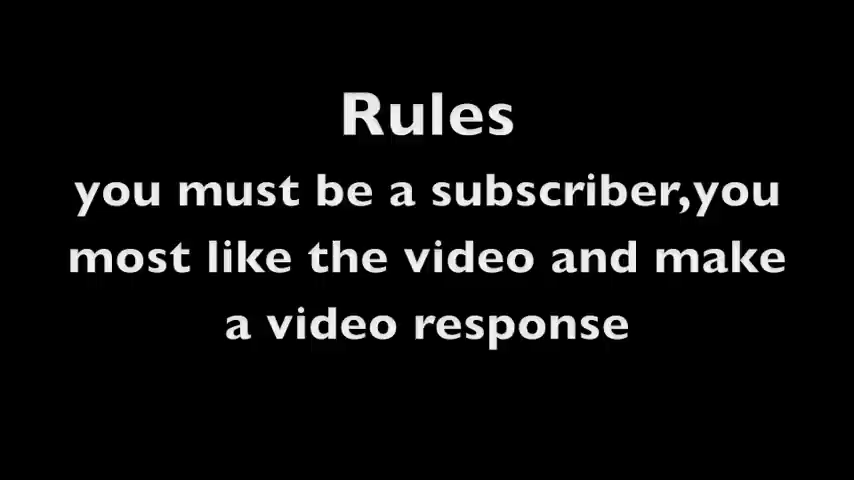 Rules
you must be a subscriber,you
most like the video and make
a video response